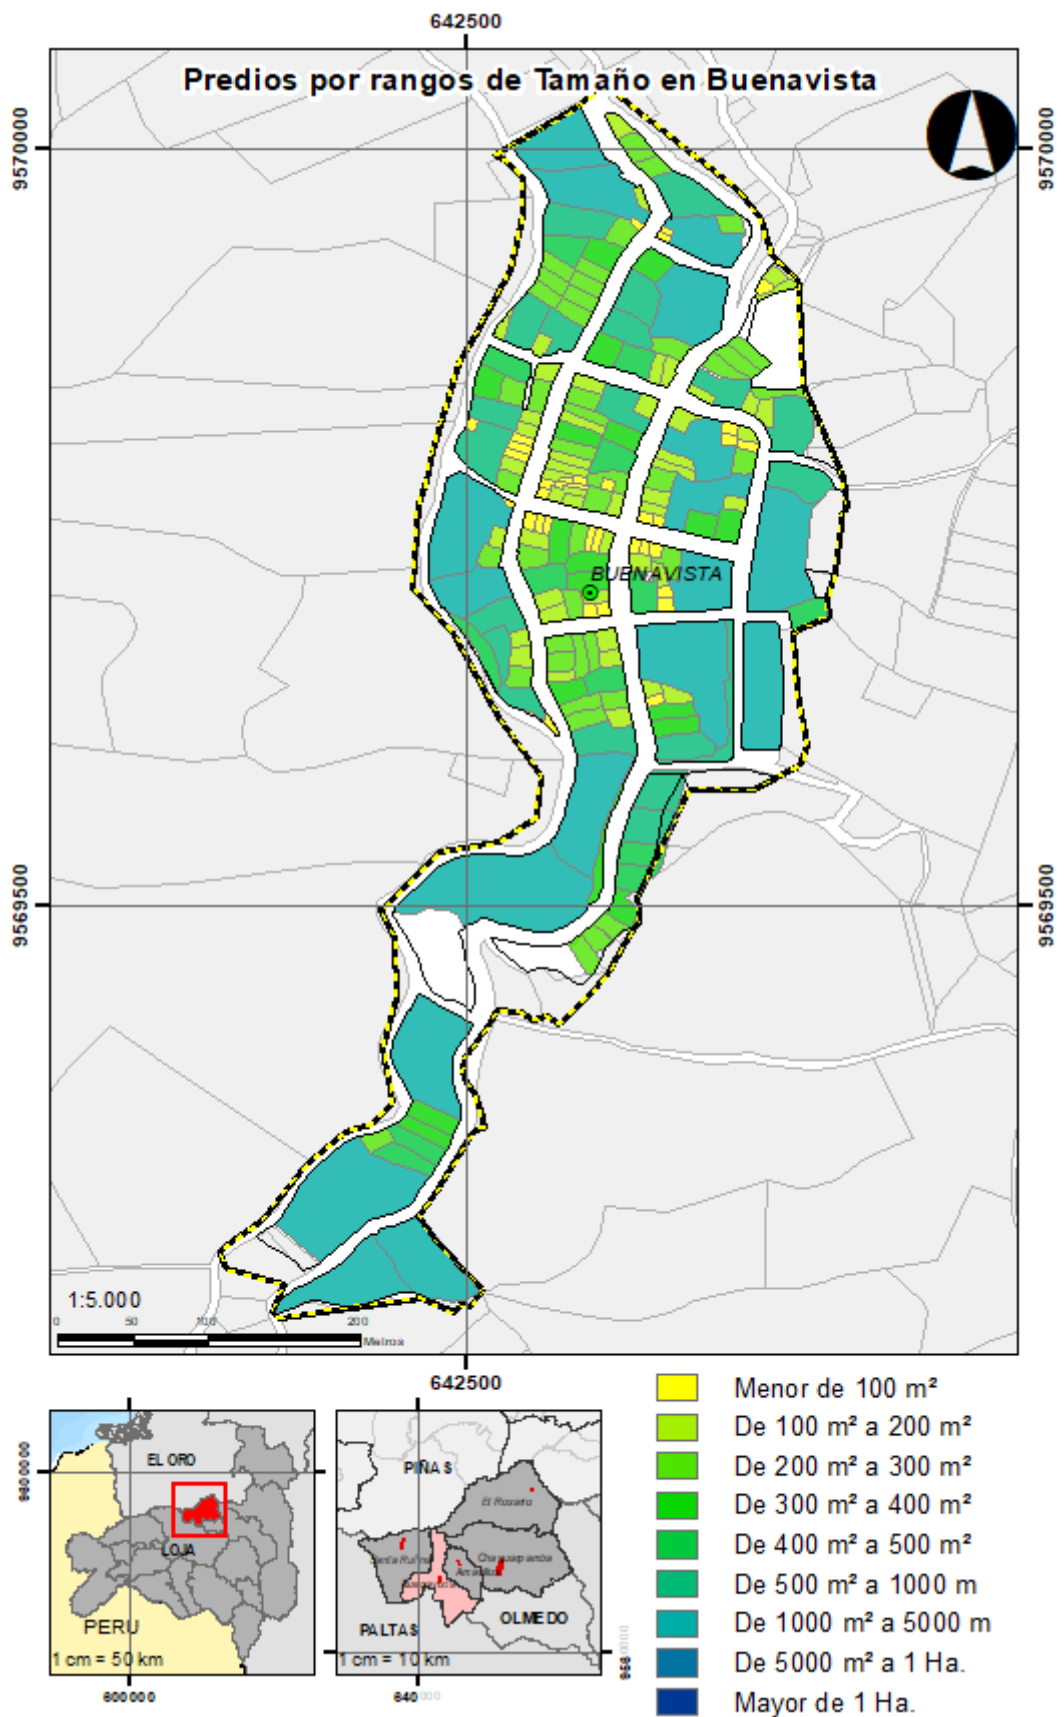 642500
Predios por rangos de Tamaño en Buenavista
9570000
9570000
BUENAVISTA
9569500
9569500
1:5.000
0 50 100 200
Metros
642500
EL ORO
LOJA
PERU
1 cm = 50 km
600000
PIÑAS
El Rosario
Santa Rufina
Chaguarpamba
Amarillos
PALTAS
OLMEDO
1 cm = 10 km
640000
Menor de 100 m²
De 100 m² a 200 m²
De 200 m² a 300 m²
De 300 m² a 400 m²
De 400 m² a 500 m²
De 500 m² a 1000 m
De 1000 m² a 5000 m
De 5000 m² a 1 Ha.
Mayor de 1 Ha.